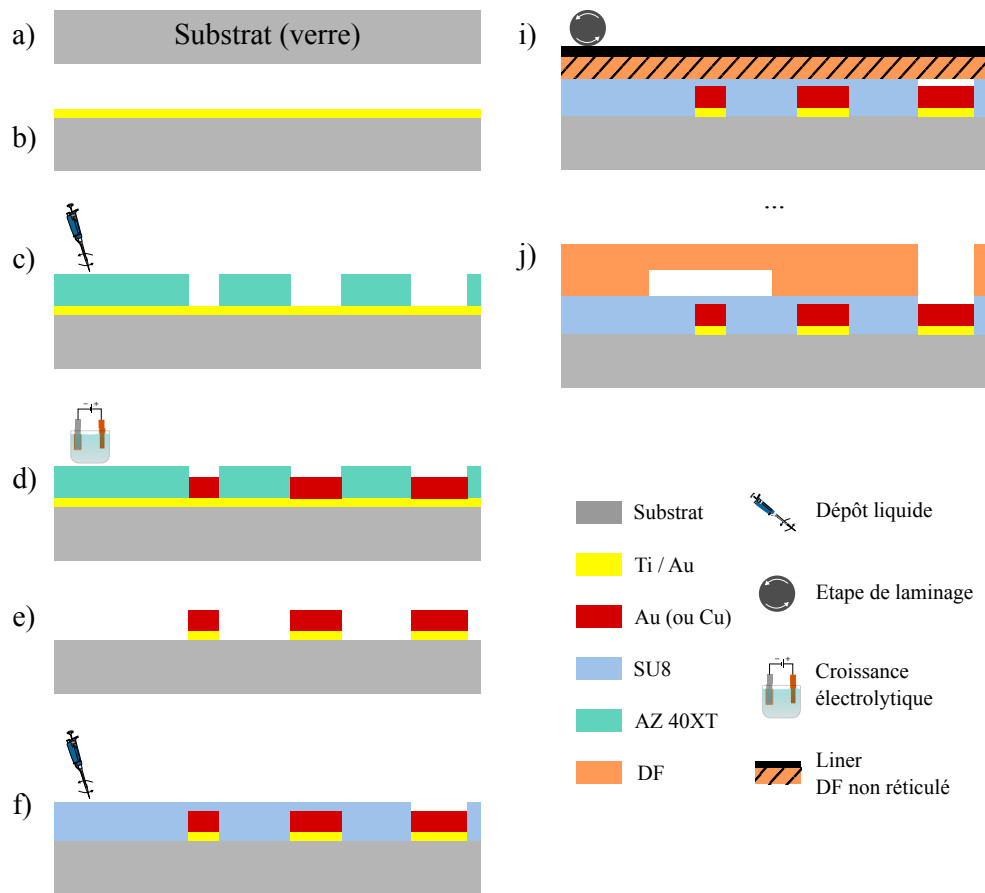 a)
Substrat (verre)
b)
c)
d)
− +
e)
f)
i)
...
j)
Substrat
Ti / Au
Au (ou Cu)
SU8
AZ 40XT
DF
Dépôt liquide
Etape de laminage
− +
Croissance
électrolytique
Liner
DF non réticulé